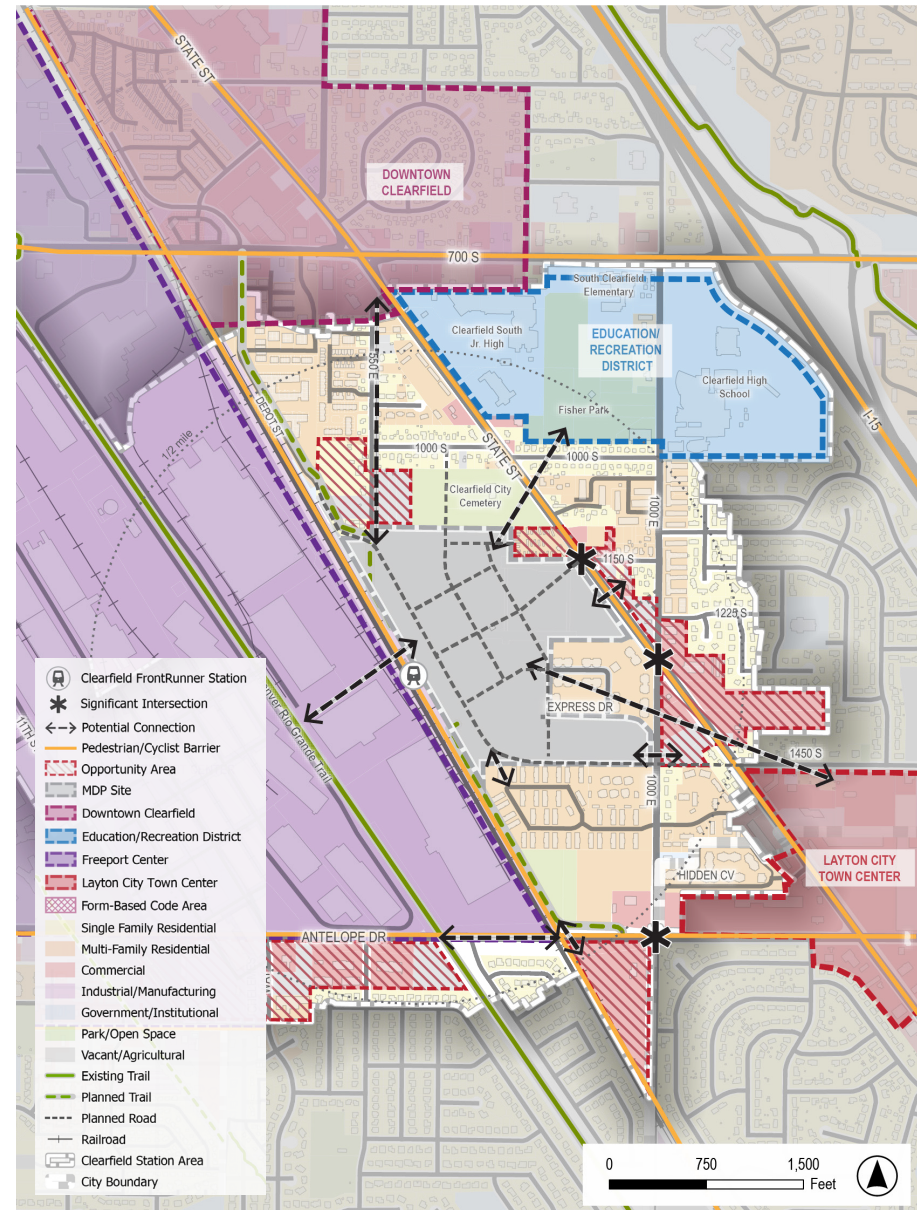 STATE ST
DOWNTOWN
CLEARFIELD
700 S
South Clearfield
Elementary
Clearfield South
Jr. High
EDUCATION/
RECREATION
DISTRICT
Clearfield High
School
550 E
I-15
DEPOT ST
Fisher Park
1/2 mile
STATE ST
1000 S
1000 S
Clearfield City
Cemetery
1000 E
1150 S
1225 S
EXPRESS DR
1450 S
1000 E
LAYTON CITY
TOWN CENTER
HIDDEN CV
ANTELOPE DR
11TH S
Rio Grande Trail
Clearfield FrontRunner Station
Significant Intersection
Potential Connection
Pedestrian/Cyclist Barrier
Opportunity Area
MDP Site
Downtown Clearfield
Education/Recreation District
Freeport Center
Layton City Town Center
Form-Based Code Area
Single Family Residential
Multi-Family Residential
Commercial
Industrial/Manufacturing
Government/Institutional
Park/Open Space
Vacant/Agricultural
Existing Trail
Planned Trail
Planned Road
Railroad
Clearfield Station Area
City Boundary
0 750 1,500
Feet